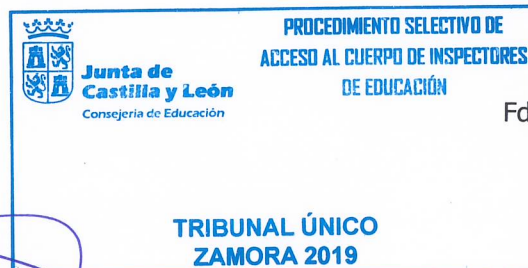 PROCEDIMIENTO SELECTIVO DE
ACCESO AL CUERPO DE INSPECTORES
DE EDUCACIÓN
Junta de
Castilla y León
Consejería de Educación
Fd
TRIBUNAL ÚNICO
ZAMORA 2019